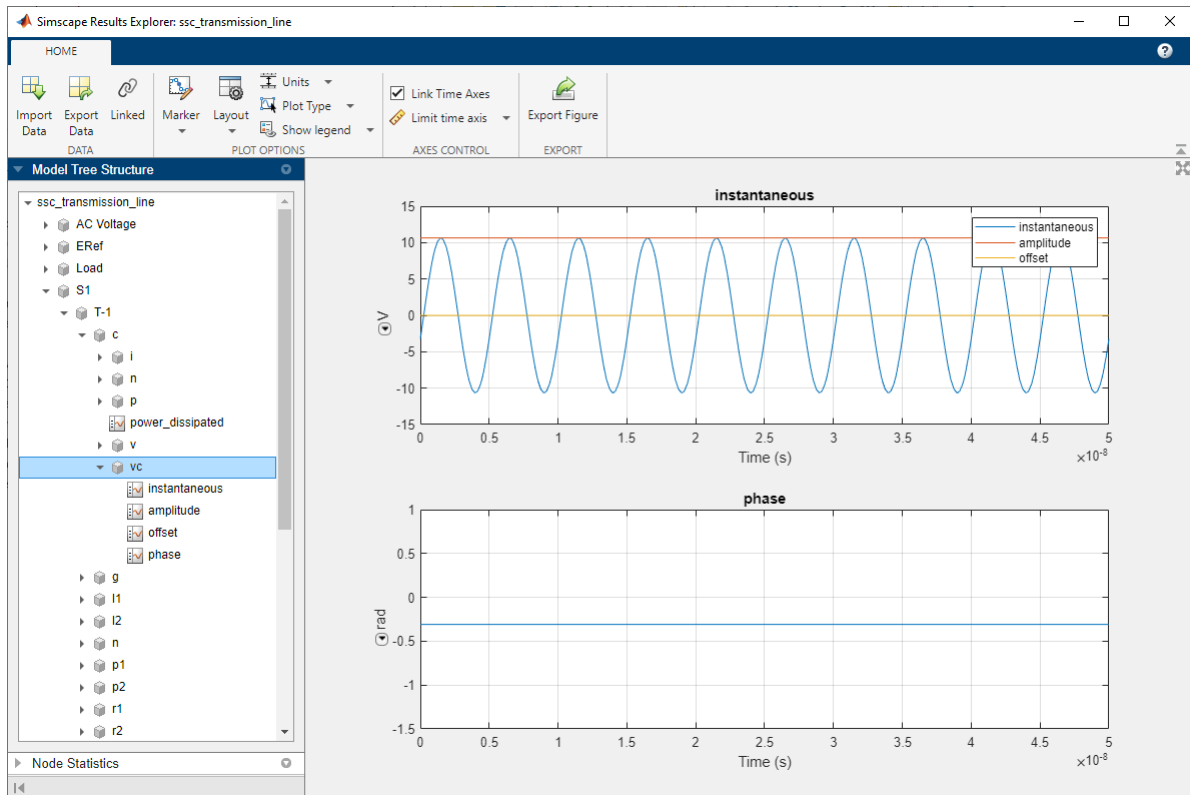 Simscape Results Explorer: ssc_transmission_line
HOME
Import Data
Export Data
Linked
Marker
Layout
Units
Plot Type
Show legend
Link Time Axes
Limit time axis
Export Figure
DATA
PLOT OPTIONS
AXES CONTROL
EXPORT
Model Tree Structure
ssc_transmission_line
AC Voltage
ERef
Load
S1
T-1
c
i
n
p
power_dissipated
v
vc
instantaneous
amplitude
offset
phase
g
l1
l2
n
p1
p2
r1
r2
Node Statistics
instantaneous
15
10
5
0
-5
-10
-15
V
instantaneous
amplitude
offset
0 0.5 1 1.5 2 2.5 3 3.5 4 4.5 5
Time (s)
×10-8
phase
1
0.5
0
-0.5
-1
-1.5
rad
0 0.5 1 1.5 2 2.5 3 3.5 4 4.5 5
Time (s)
×10-8